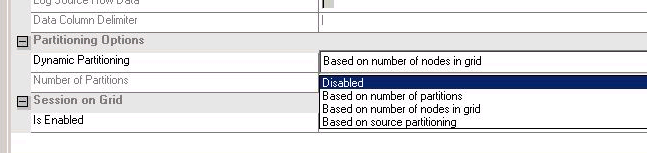 Log Source Row Data
Data Column Delimiter |
Partitioning Options
Dynamic Partitioning Based on number of nodes in grid
Number of Partitions Disabled
Based on number of partitions
Session on Grid Based on number of nodes in grid
Is Enabled Based on source partitioning